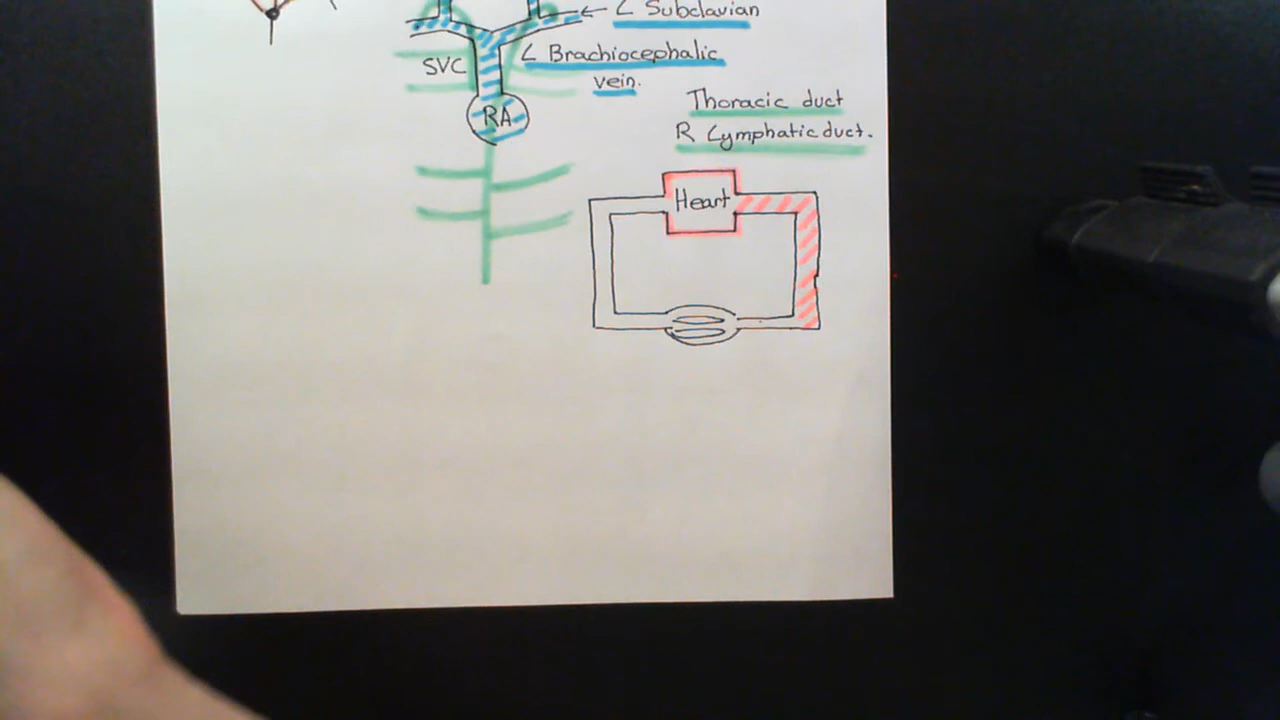 L Subclavian
L Brachiocephalic
vein.
SVC
RA
Thoracic duct
R Lymphatic duct.
Heart